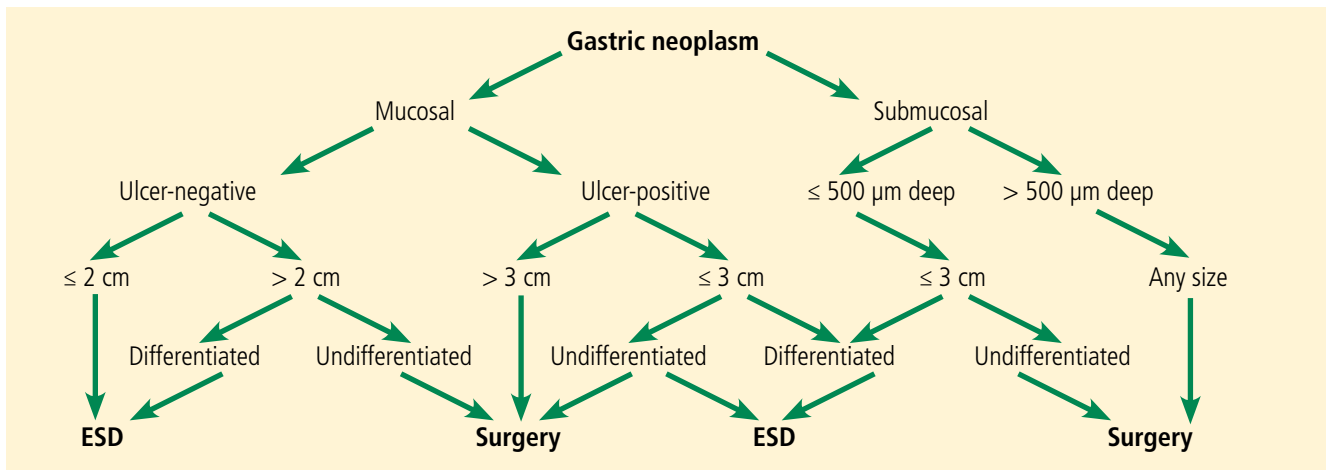 Gastric neoplasm
Mucosal Submucosal
Ulcer-negative Ulcer-positive ≤ 500 µm deep > 500 µm deep
≤ 2 cm > 2 cm > 3 cm ≤ 3 cm ≤ 3 cm Any size
Differentiated Undifferentiated Undifferentiated Differentiated Undifferentiated
ESD Surgery ESD Surgery